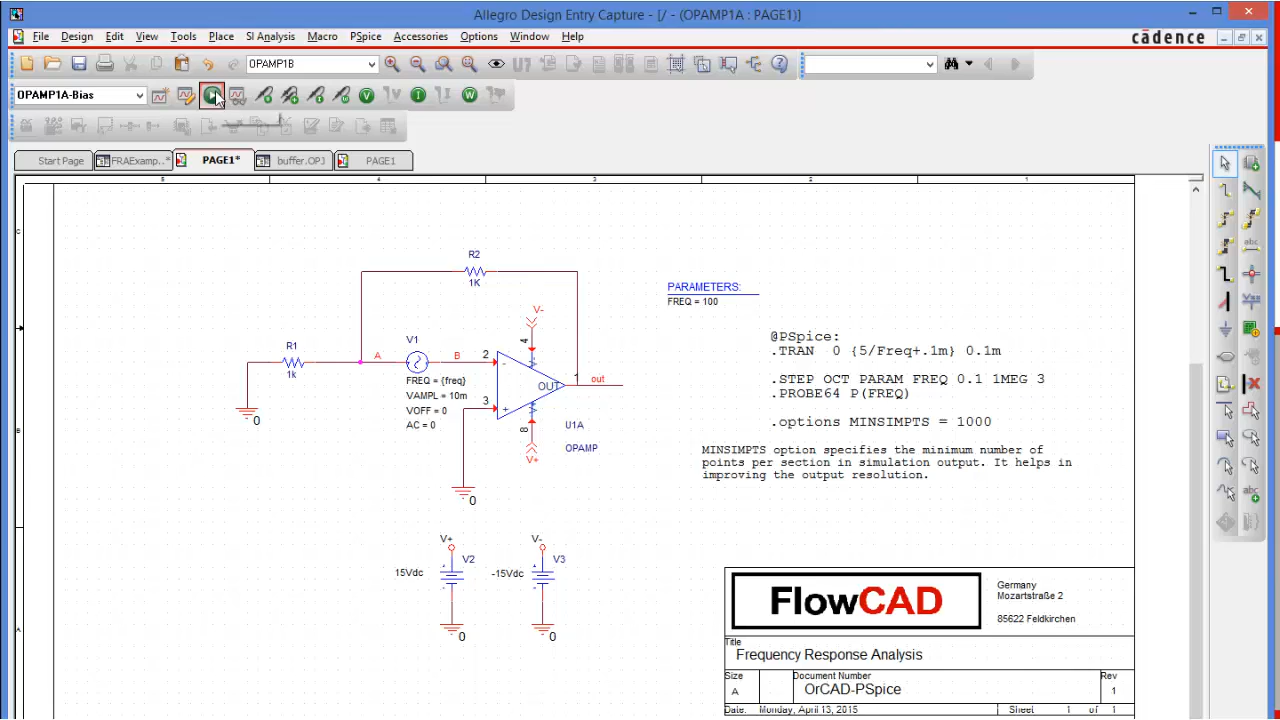 Allegro Design Entry Capture - [/ - (OPAMP1A : PAGE1)]
File Design Edit View Tools Place SI Analysis Macro PSpice Accessories Options Window Help
cādence
OPAMP1B
OPAMP1A-Bias
Start Page FRAExamp..* PAGE1* buffer.OPJ PAGE1
5 4 3 2 1
R2
1K
PARAMETERS:
FREQ = 100
V-
@PSpice:
.TRAN 0 {5/Freq+.1m} 0.1m
.STEP OCT PARAM FREQ 0.1 1MEG 3
.PROBE64 P(FREQ)
.options MINSIMPTS = 1000
MINSIMPTS option specifies the minimum number of
points per section in simulation output. It helps in
improving the output resolution.
R1
1k
A
V1
B
2
4
V-
-
1
out
OUT
FREQ = {freq}
VAMPL = 10m
VOFF = 0
AC = 0
3
+
V+
8
U1A
OPAMP
V+
0
0
V+
V2
15Vdc
0
V-
V3
-15Vdc
0
FlowCAD
Germany
Mozartstraße 2
85622 Feldkirchen
Title
Frequency Response Analysis
Size
A
Document Number
OrCAD-PSpice
Rev
1
Date: Monday, April 13, 2015 Sheet 1 of 1